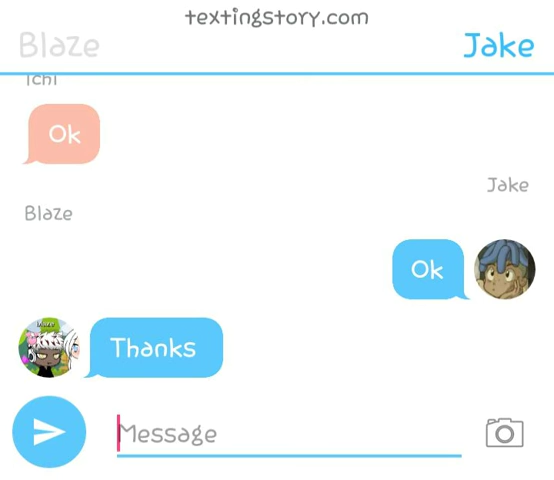 textingstory.com
Blaze
Jake
Ichi
Ok
Jake
Blaze
Ok
Thanks
Message